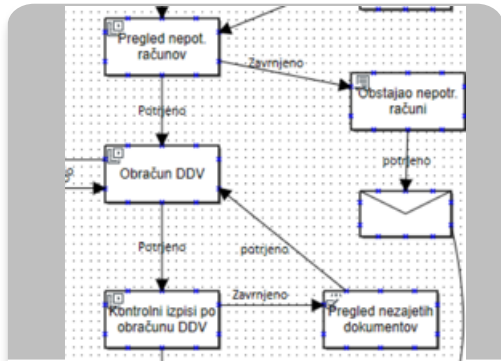 Pregled nepot.
računov
Zavrnjeno
Obstajao nepotr.
računi
Potrjeno
potrjeno
Obračun DDV
Potrjeno
potrjeno
Zavrnjeno
Kontrolni izpisi po
obračunu DDV
Pregled nezajetih
dokumentov